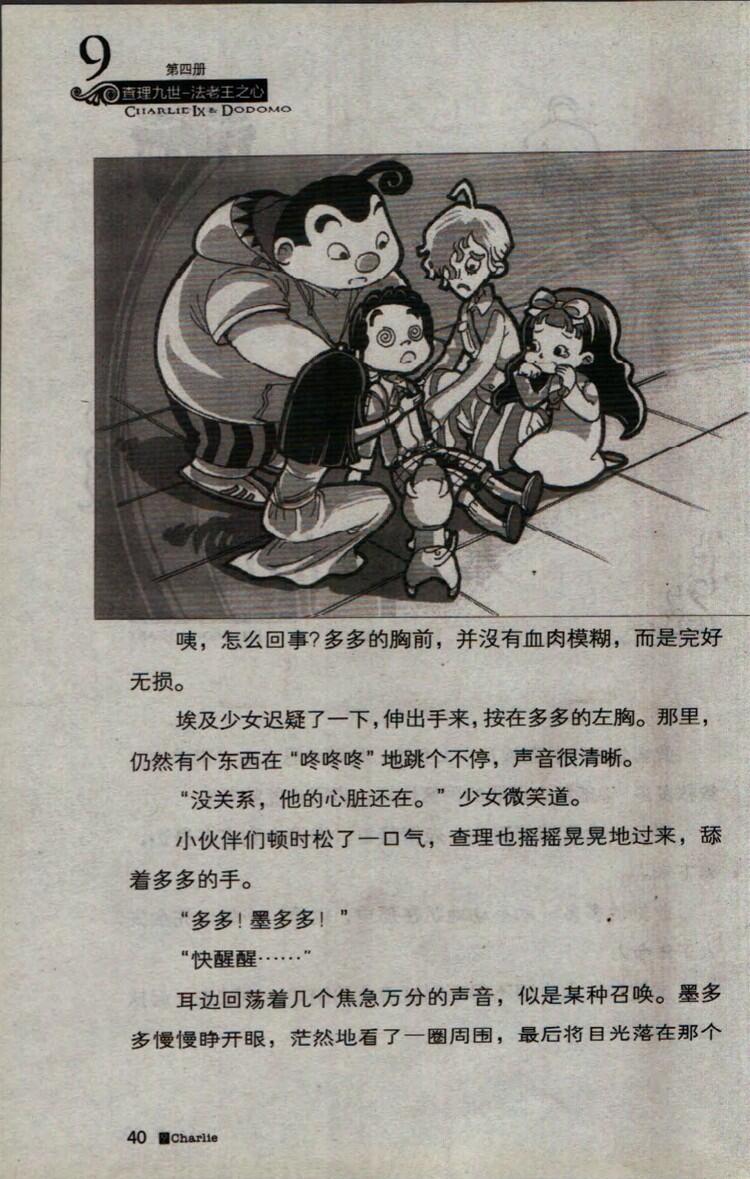 9
第四册
查理九世-法老王之心
CHARLIE IX & DODOMO
咦，怎么回事？多多的胸前，并沒有血肉模糊，而是完好
无损。
埃及少女迟疑了一下，伸出手来，按在多多的左胸。那里，
仍然有个东西在“咚咚咚”地跳个不停，声音很清晰。
“没关系，他的心脏还在。”少女微笑道。
小伙伴们顿时松了一口气，查理也摇摇晃晃地过来，舔
着多多的手。
“多多！墨多多！”
“快醒醒……”
耳边回荡着几个焦急万分的声音，似是某种召唤。墨多
多慢慢睁开眼，茫然地看了一圈周围，最后将目光落在那个
40 Charlie